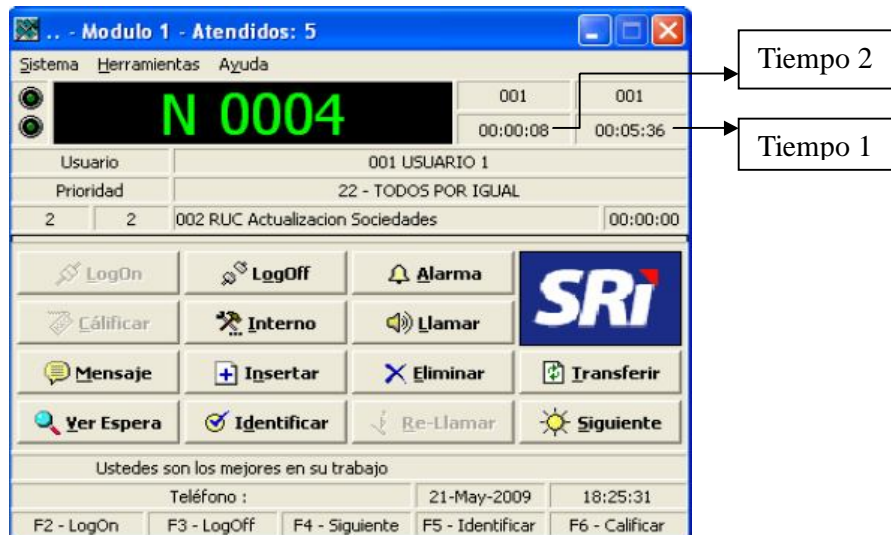 .. - Modulo 1 - Atendidos: 5
Sistema Herramientas Ayuda
N 0004
001 001
00:00:08 00:05:36
Tiempo 2
Tiempo 1
Usuario 001 USUARIO 1
Prioridad 22 - TODOS POR IGUAL
2 2 002 RUC Actualizacion Sociedades 00:00:00
LogOn LogOff Alarma
SRi
Cálificar Interno Llamar
Mensaje Insertar Eliminar Transferir
Ver Espera Identificar Re-Llamar Siguiente
Ustedes son los mejores en su trabajo
Teléfono : 21-May-2009 18:25:31
F2 - LogOn F3 - LogOff F4 - Siguiente F5 - Identificar F6 - Calificar